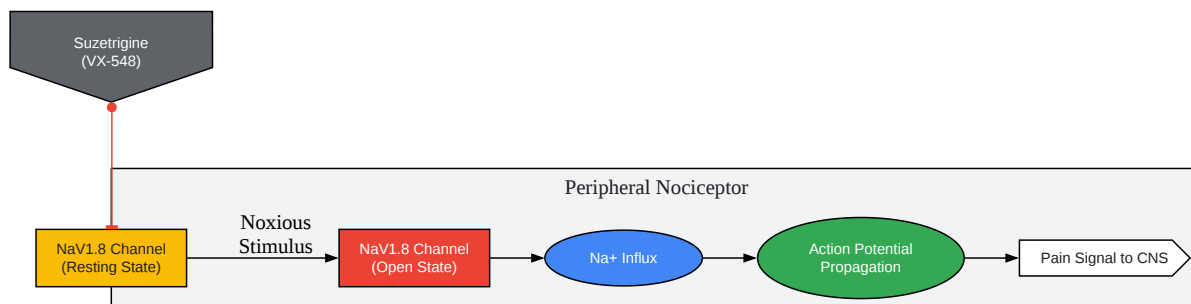 Suzetrigine
(VX-548)
Peripheral Nociceptor
NaV1.8 Channel
(Resting State)
Noxious
Stimulus
NaV1.8 Channel
(Open State)
Na+ Influx
Action Potential
Propagation
Pain Signal to CNS